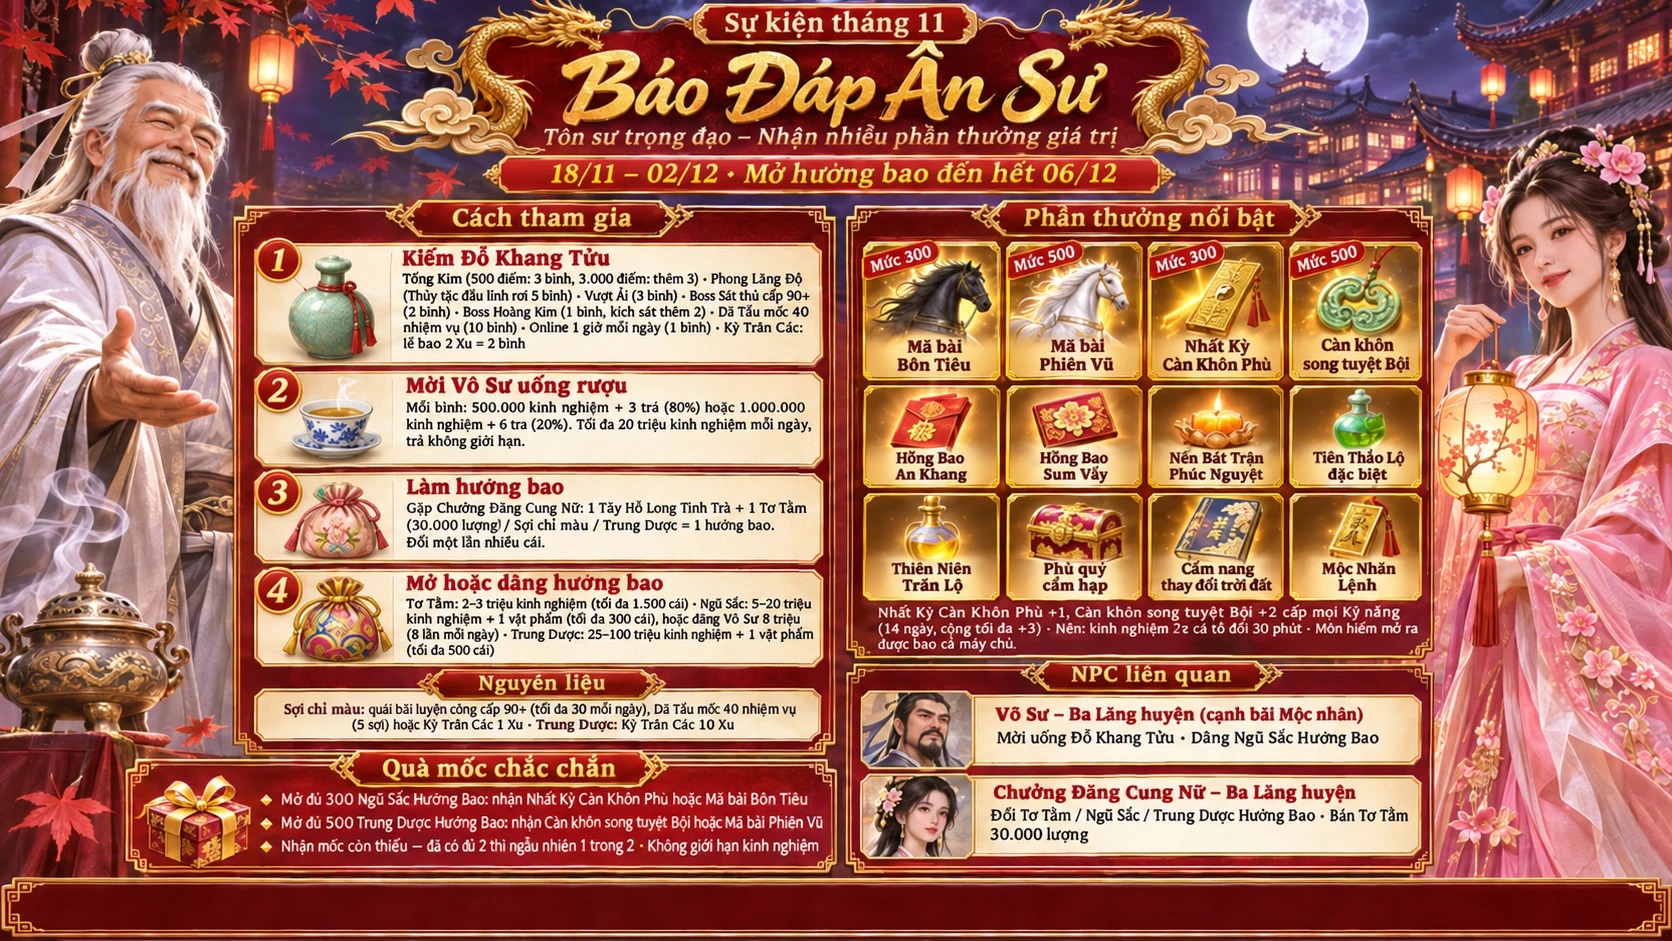 Sự kiện tháng 11
Báo Đáp Ân Sư
Tôn sư trọng đạo – Nhận nhiều phần thưởng giá trị
18/11 – 02/12 • Mở hưởng bao đến hết 06/12
Cách tham gia
1
Kiếm Đỗ Khang Tửu
Tống Kim (500 điểm: 3 bình, 3.000 điểm: thêm 3) • Phong Lăng Độ
(Thủy tặc đầu lĩnh rơi 5 bình) • Vượt Ải (3 bình) • Boss Sát thủ cấp 90+
(2 bình) • Boss Hoàng Kim (1 bình, kích sát thêm 2) • Dã Tẩu mốc 40
nhiệm vụ (10 bình) • Online 1 giờ mỗi ngày (1 bình) • Kỳ Trân Các:
lễ bao 2 Xu = 2 bình
2
Mời Võ Sư uống rượu
Mỗi bình: 500.000 kinh nghiệm + 3 trà (80%) hoặc 1.000.000
kinh nghiệm + 6 tra (20%). Tối đa 20 triệu kinh nghiệm mỗi ngày,
trà không giới hạn.
3
Làm hướng bao
Gặp Chưởng Đăng Cung Nữ: 1 Tây Hồ Long Tinh Trà + 1 Tơ Tằm
(30.000 lượng) / Sợi chỉ màu / Trung Dược = 1 hưởng bao.
Đổi một lần nhiều cái.
4
Mở hoặc dâng hướng bao
Tơ Tằm: 2–3 triệu kinh nghiệm (tối đa 1.500 cái) • Ngũ Sắc: 5–20 triệu
kinh nghiệm + 1 vật phẩm (tối đa 300 cái), hoặc dâng Võ Sư 8 triệu
(8 lần mỗi ngày) • Trung Dược: 25–100 triệu kinh nghiệm + 1 vật phẩm
(tối đa 500 cái)
Nguyên liệu
Sợi chỉ màu: quái bãi luyện công cấp 90+ (tối đa 30 mỗi ngày), Dã Tẩu mốc 40 nhiệm vụ
(5 sợi) hoặc Kỳ Trân Các 1 Xu • Trung Dược: Kỳ Trân Các 10 Xu
Quà mốc chắc chắn
Mở đủ 300 Ngũ Sắc Hướng Bao: nhận Nhất Kỳ Càn Khôn Phù hoặc Mã bài Bôn Tiêu
Mở đủ 500 Trung Dược Hướng Bao: nhận Càn khôn song tuyệt Bội hoặc Mã bài Phiên Vũ
Nhận mốc còn thiếu – đã có đủ 2 thì ngẫu nhiên 1 trong 2 • Không giới hạn kinh nghiệm
Phần thưởng nổi bật
Mức 300
Mã bài
Bôn Tiêu
Mức 500
Mã bài
Phiên Vũ
Mức 300
Nhất Kỳ
Càn Khôn Phù
Mức 500
Càn khôn
song tuyệt Bội
Hồng Bao
An Khang
Hồng Bao
Sum Vầy
Nến Bát Trận
Phúc Nguyệt
Tiên Thảo Lộ
đặc biệt
Thiên Niên
Trân Lộ
Phú quý
cẩm hạp
Cẩm nang
thay đổi trời đất
Mộc Nhân
Lệnh
Nhất Kỳ Càn Khôn Phù +1, Càn khôn song tuyệt Bội +2 cấp mọi Kỹ năng
(14 ngày, cộng tối đa +3) • Nến: kinh nghiệm cả tổ đội 30 phút • Món hiếm mở ra
được bao cả máy chủ.
NPC liên quan
Võ Sư – Ba Lăng huyện (cạnh bãi Mộc nhân)
Mời uống Đỗ Khang Tửu • Dâng Ngũ Sắc Hướng Bao
Chưởng Đăng Cung Nữ – Ba Lăng huyện
Đổi Tơ Tằm / Ngũ Sắc / Trung Dược Hướng Bao • Bán Tơ Tằm
30.000 lượng